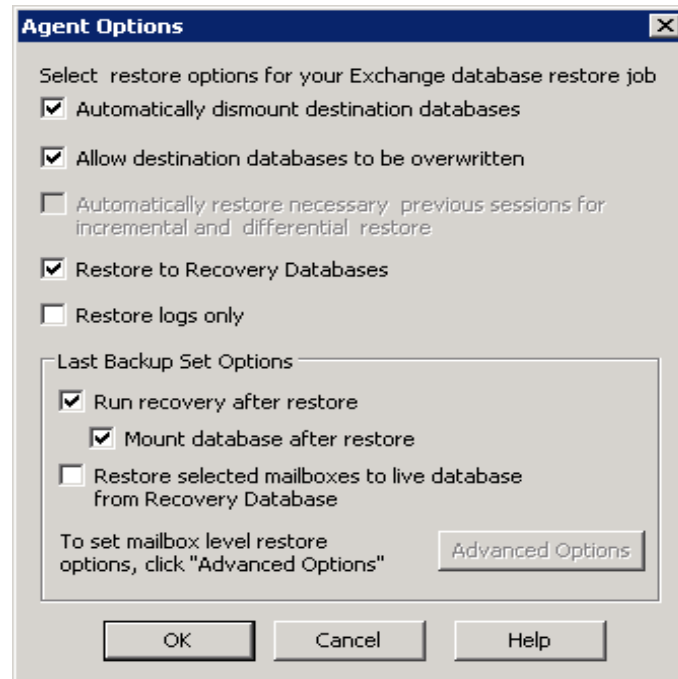 Agent Options
Select restore options for your Exchange database restore job
Automatically dismount destination databases
Allow destination databases to be overwritten
Automatically restore necessary previous sessions for
incremental and differential restore
Restore to Recovery Databases
Restore logs only
Last Backup Set Options
Run recovery after restore
Mount database after restore
Restore selected mailboxes to live database
from Recovery Database
To set mailbox level restore
options, click "Advanced Options"
Advanced Options
OK Cancel Help